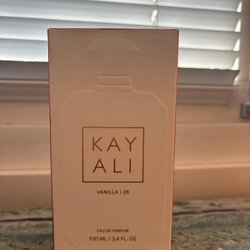 KAY
ALI
VANILLA | 28
EAU DE PARFUM
100 ML / 3.4 FL. OZ